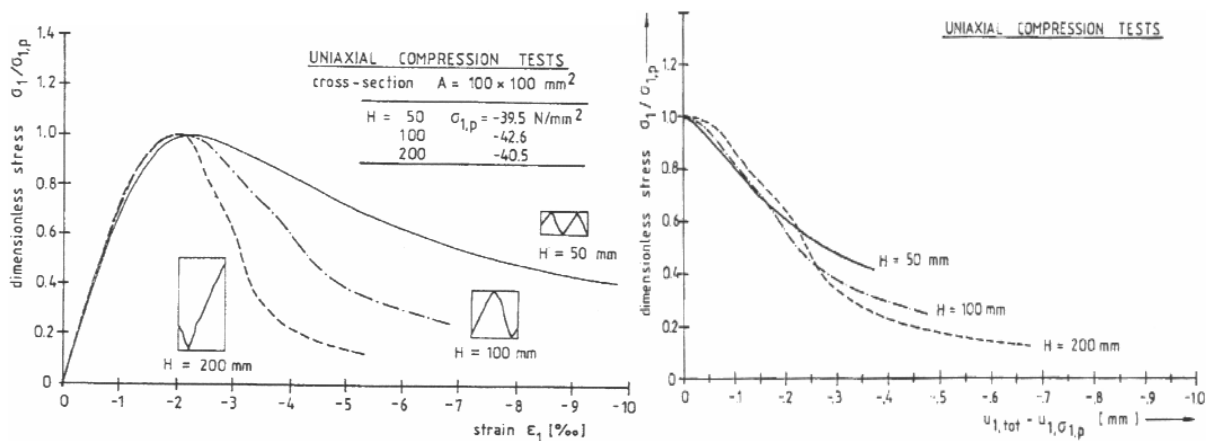 UNIAXIAL COMPRESSION TESTS
cross-section A = 100 × 100 mm²
H = 50 σ1,p = -39.5 N/mm²
100 -42.6
200 -40.5
dimensionless stress σ1/σ1,p
1.4
1.2
1.0
0.8
0.6
0.4
0.2
0
H = 50 mm
H = 100 mm
H = 200 mm
0 -1 -2 -3 -4 -5 -6 -7 -8 -9 -10
strain ε1 [‰]
UNIAXIAL COMPRESSION TESTS
dimensionless stress σ1/σ1,p
1.2
1.0
0.8
0.6
0.4
0.2
0
H = 50 mm
H = 100 mm
H = 200 mm
0 -.1 -.2 -.3 -.4 -.5 -.6 -.7 -.8 -.9 -10
u1,tot - u1,σ1,p [mm]